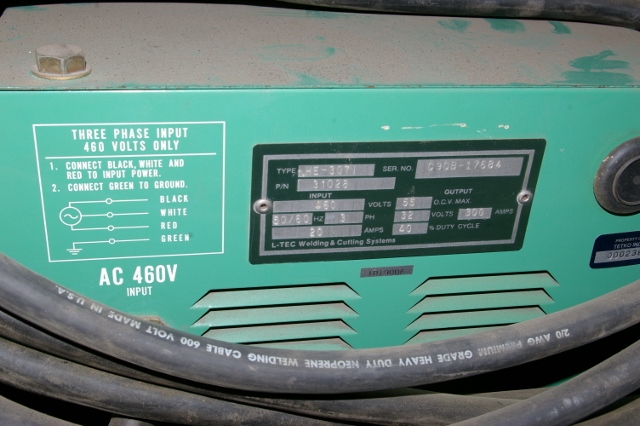 THREE PHASE INPUT
460 VOLTS ONLY
1. CONNECT BLACK, WHITE AND
RED TO INPUT POWER.
2. CONNECT GREEN TO GROUND.
BLACK
WHITE
RED
GREEN
AC 460V
INPUT
TYPE SER. NO.
P/N 31028
INPUT OUTPUT
460 VOLTS O.C.V. MAX.
50/60 HZ 3 PH 32 VOLTS 300 AMPS
20 AMPS 40 % DUTY CYCLE
L-TEC Welding & Cutting Systems
PROPERTY
WELDING CABLE 600 VOLT MADE IN U.S.A.
2/0 AWG PREMIUM GRADE HEAVY DUTY NEOPRENE